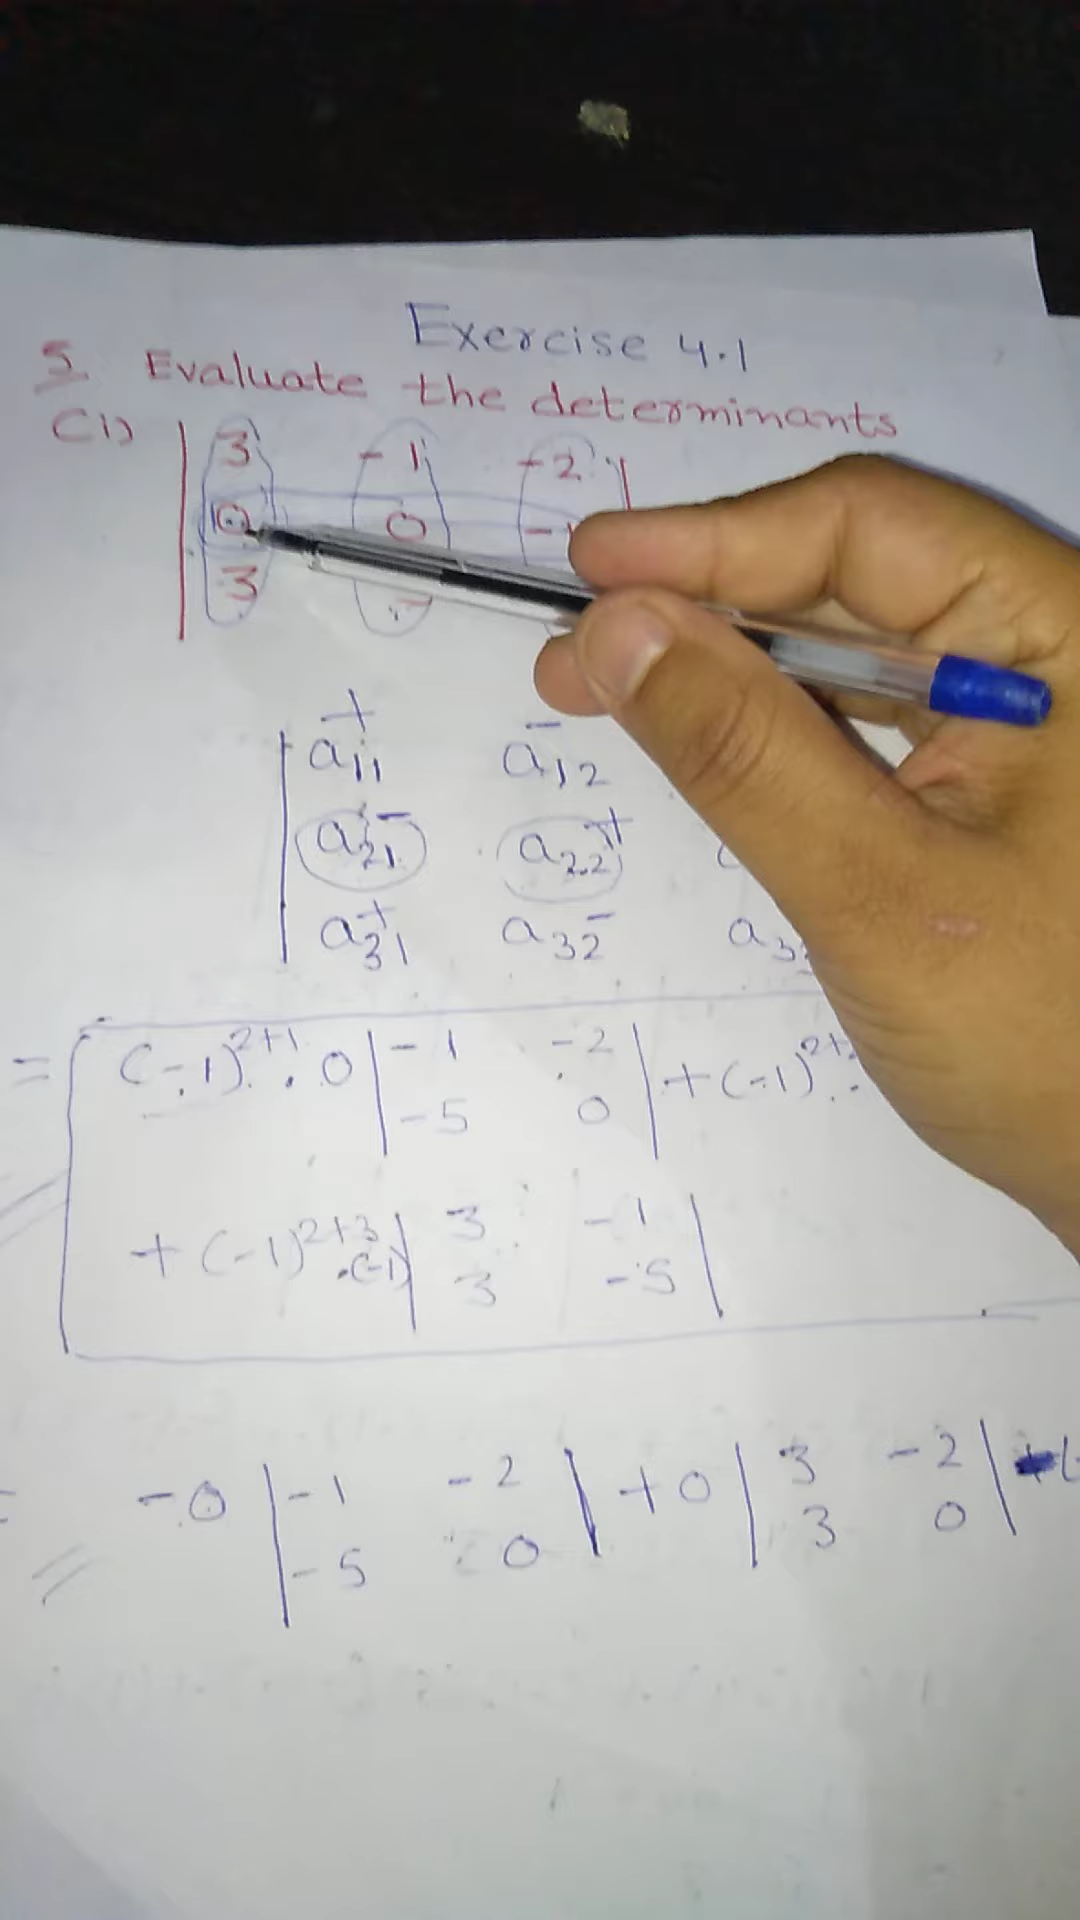 Exercise 4.1
5 Evaluate the determinants
(1) | 3 -1 -2 |
0 0
3
| a11 + a12 -
a21 - a22 +
a31 + a32 -
= (-1)^2+1 . 0 | -1 -2 | + (-1)
-5 0
+ (-1)^2+3 .(-1) | 3 -1 |
3 -5
= -0 | -1 -2 | + 0 | 3 -2 |
-5 0 3 0